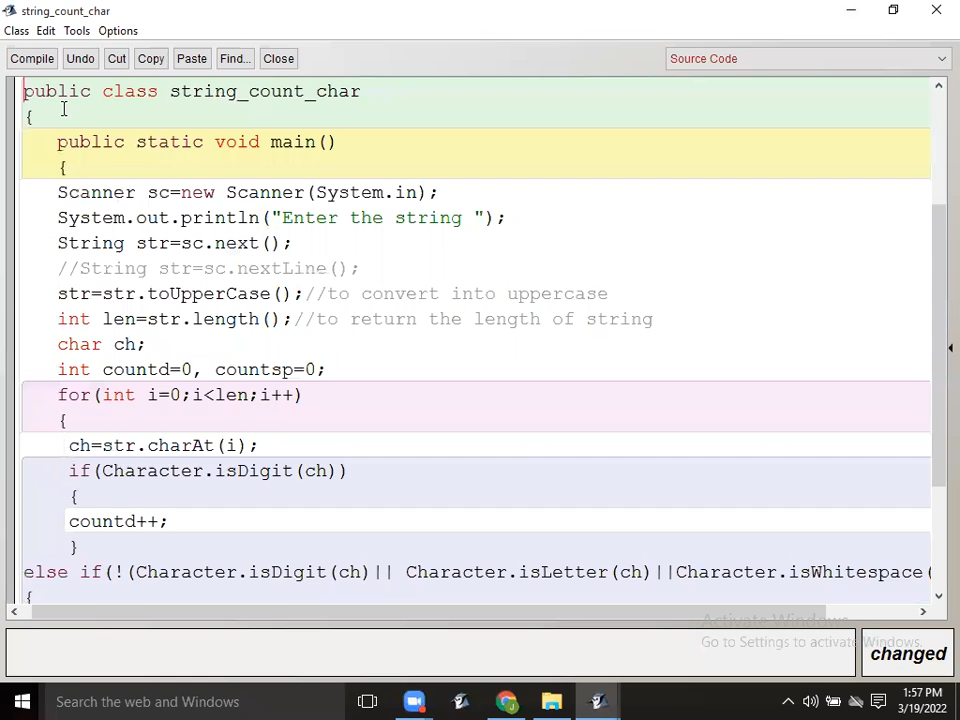 string_count_char
Class Edit Tools Options
Compile Undo Cut Copy Paste Find... Close Source Code
public class string_count_char
{
public static void main()
{
Scanner sc=new Scanner(System.in);
System.out.println("Enter the string ");
String str=sc.next();
//String str=sc.nextLine();
str=str.toUpperCase();//to convert into uppercase
int len=str.length();//to return the length of string
char ch;
int countd=0, countsp=0;
for(int i=0;i<len;i++)
{
ch=str.charAt(i);
if(Character.isDigit(ch))
{
countd++;
}
else if(!(Character.isDigit(ch)|| Character.isLetter(ch)||Character.isWhitespace(
{
Activate Windows
Go to Settings to activate Windows.
changed
Search the web and Windows
1:57 PM
3/19/2022